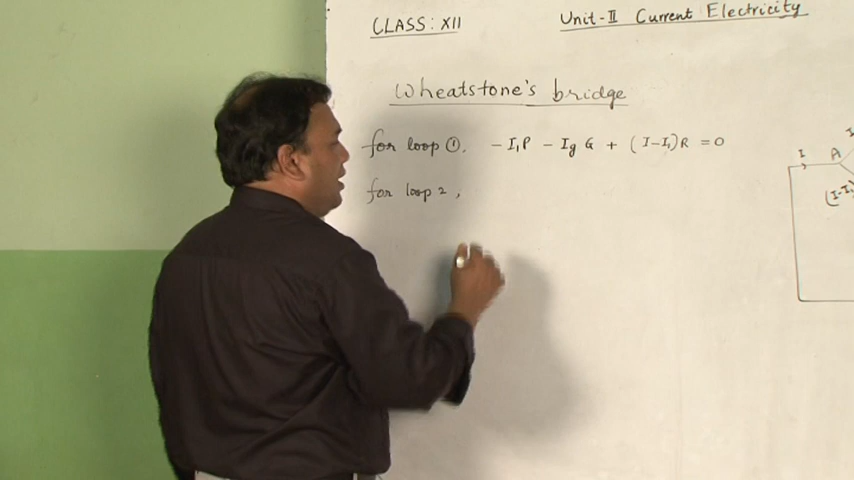 CLASS: XII
Unit-II Current Electricity
Wheatstone's bridge
for loop ①, - I₁P - Ig G + (I-I₁)R = 0
for loop 2,
I
A
(I-I₁)